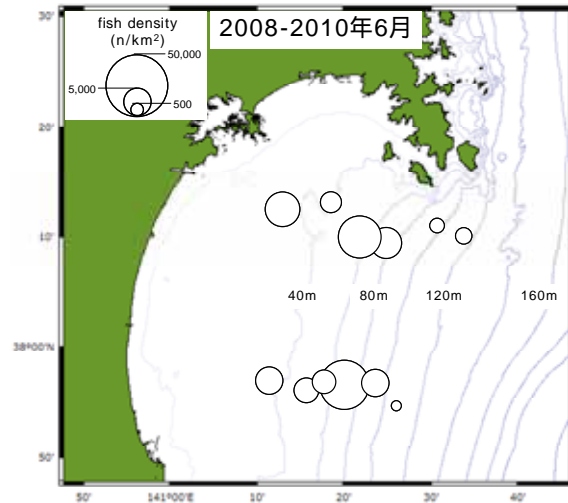 30'
fish density
(n/km²)
50,000
5,000
500
2008-2010年6月
20'
10'
40m 80m 120m 160m
38°00'N
50'
50' 141°00'E 10' 20' 30' 40'